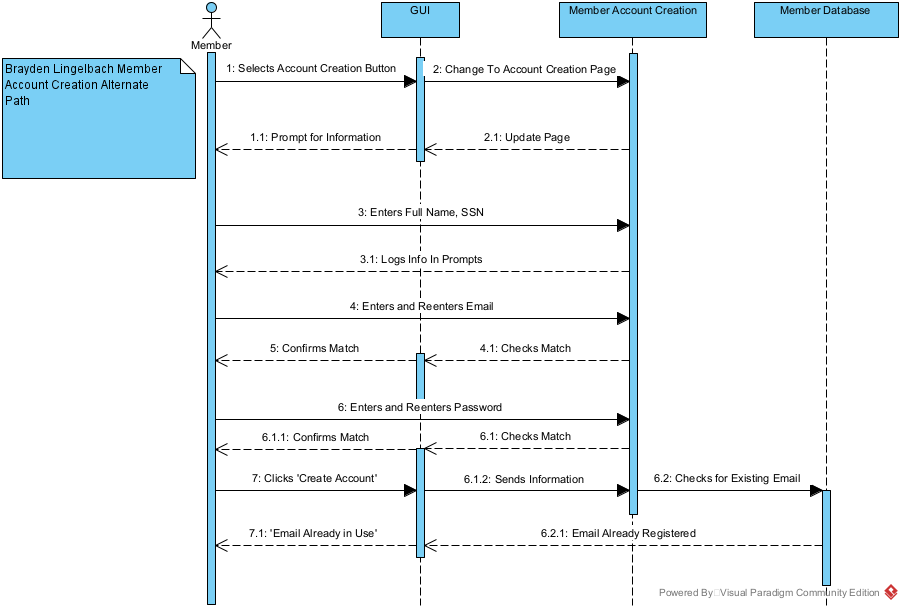 GUI
Member Account Creation
Member Database
Member
Brayden Lingelbach Member
Account Creation Alternate
Path
1: Selects Account Creation Button
2: Change To Account Creation Page
1.1: Prompt for Information
2.1: Update Page
3: Enters Full Name, SSN
3.1: Logs Info In Prompts
4: Enters and Reenters Email
5: Confirms Match
4.1: Checks Match
6: Enters and Reenters Password
6.1.1: Confirms Match
6.1: Checks Match
7: Clicks 'Create Account'
6.1.2: Sends Information
6.2: Checks for Existing Email
7.1: 'Email Already in Use'
6.2.1: Email Already Registered
Powered By Visual Paradigm Community Edition